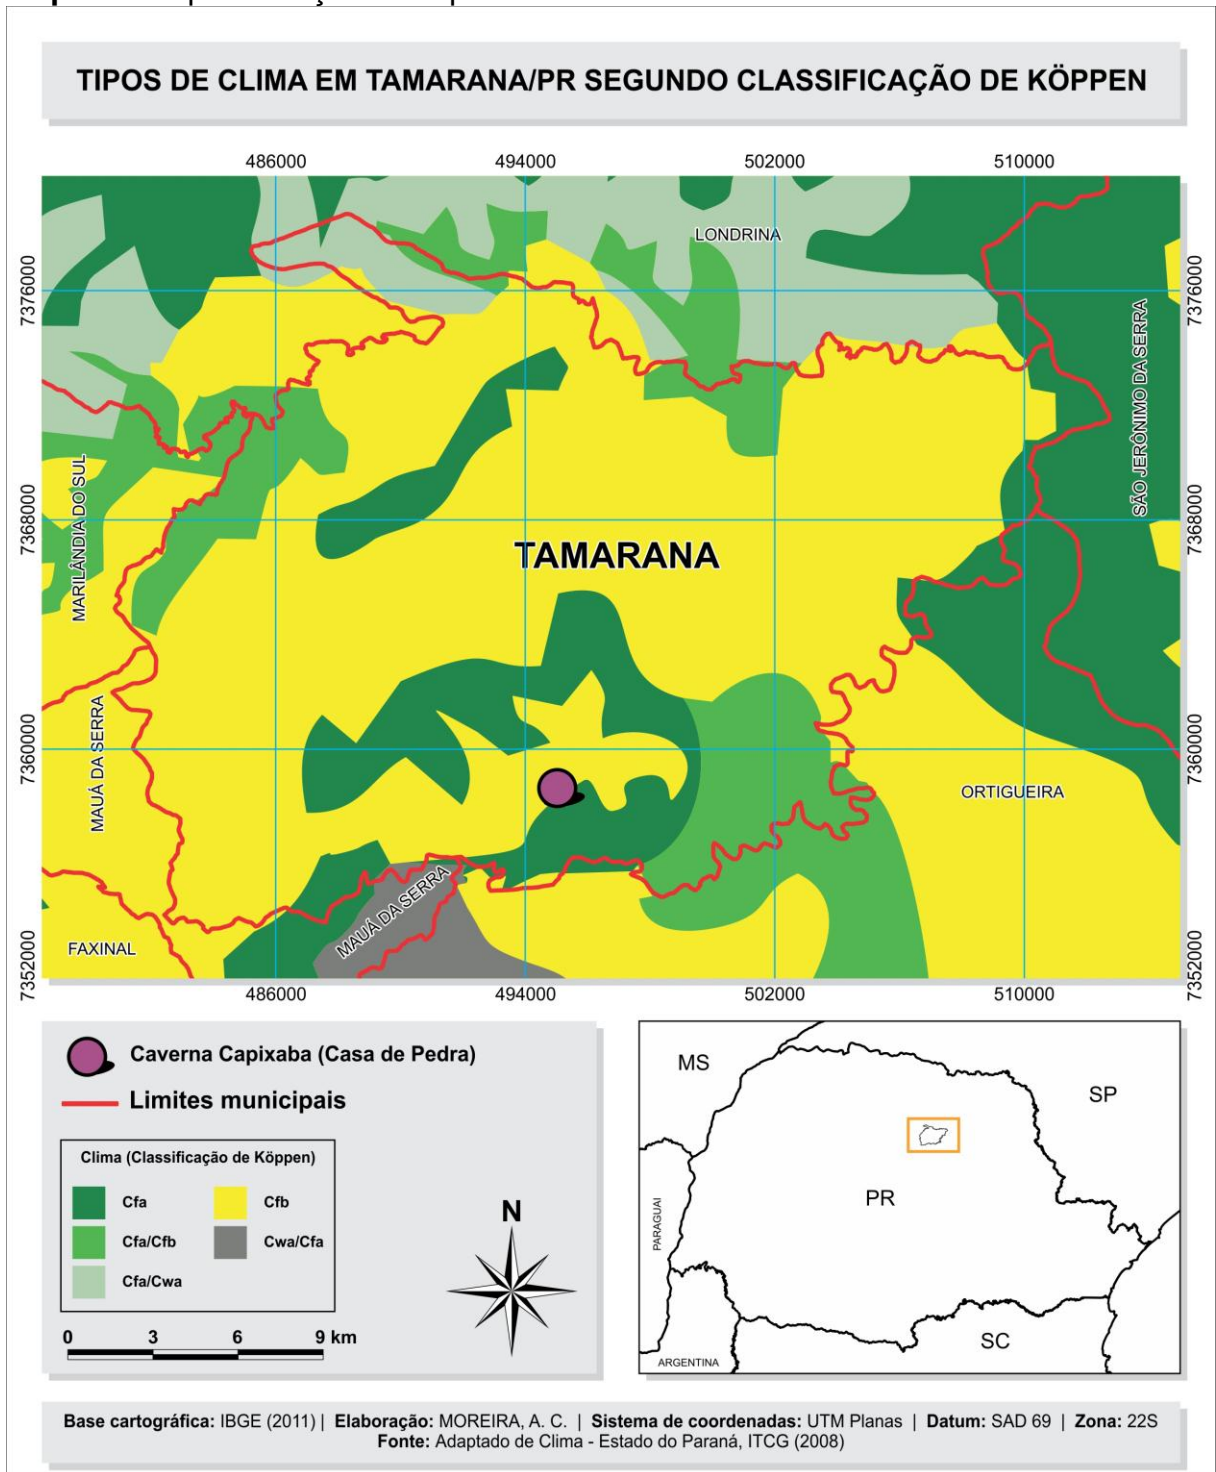 TIPOS DE CLIMA EM TAMARANA/PR SEGUNDO CLASSIFICAÇÃO DE KÖPPEN
486000
494000
502000
510000
LONDRINA
7376000
7376000
SÃO JERÔNIMO DA SERRA
MARILÂNDIA DO SUL
7368000
7368000
TAMARANA
MAUÁ DA SERRA
7360000
7360000
ORTIGUEIRA
MAUÁ DA SERRA
FAXINAL
7352000
7352000
486000
494000
502000
510000
Caverna Capixaba (Casa de Pedra)
Limites municipais
Clima (Classificação de Köppen)
Cfa
Cfb
Cfa/Cfb
Cwa/Cfa
Cfa/Cwa
N
0 3 6 9 km
MS
SP
PR
PARAGUAI
SC
ARGENTINA
Base cartográfica: IBGE (2011) | Elaboração: MOREIRA, A. C. | Sistema de coordenadas: UTM Planas | Datum: SAD 69 | Zona: 22S
Fonte: Adaptado de Clima - Estado do Paraná, ITCG (2008)